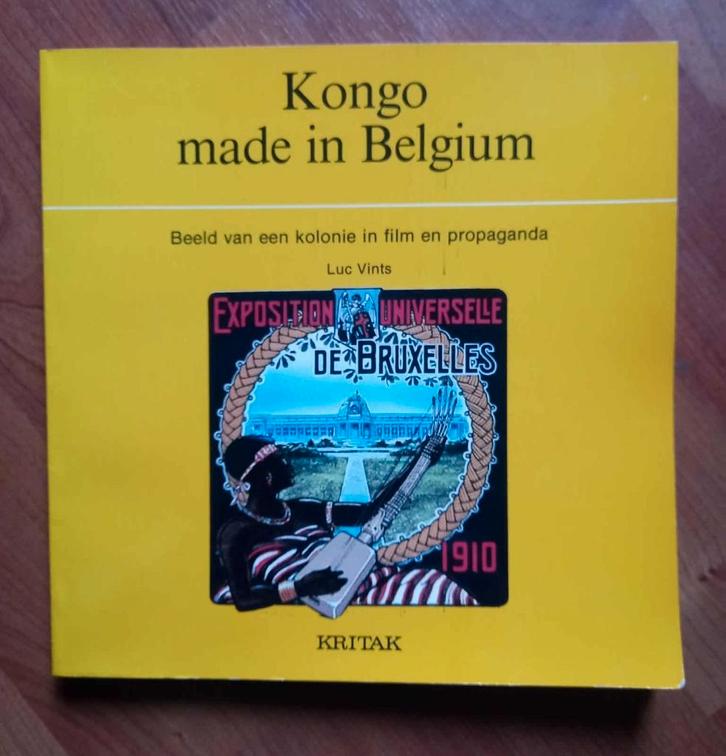 Kongo
made in Belgium
Beeld van een kolonie in film en propaganda
Luc Vints
EXPOSITION UNIVERSELLE
DE BRUXELLES
1910
KRITAK